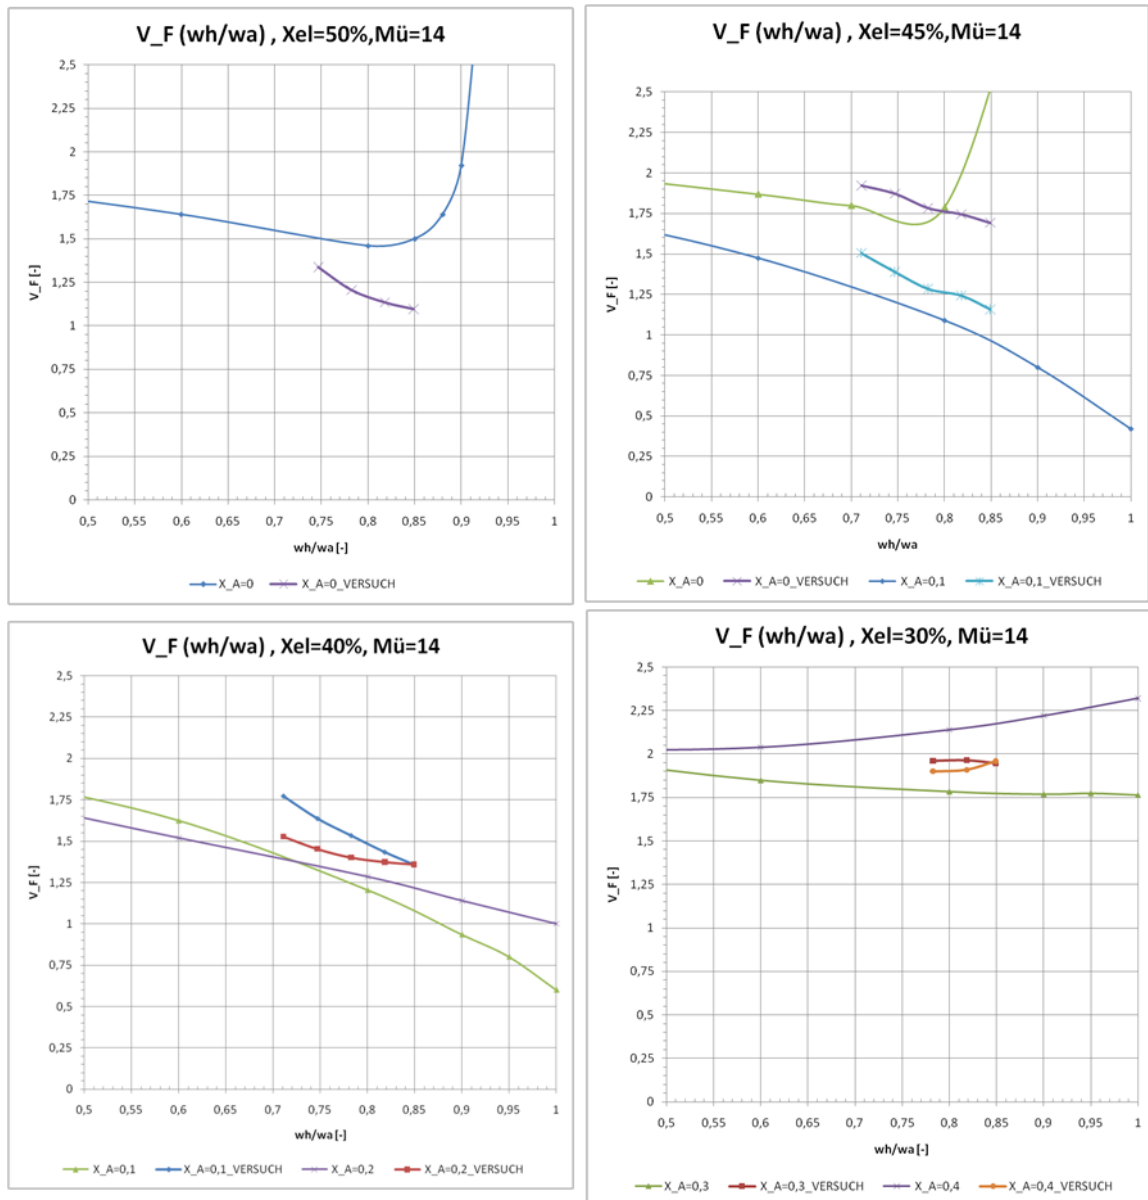 V_F (wh/wa) , Xel=50%,Mü=14
2,5
2,25
2
1,75
1,5
1,25
1
0,75
0,5
0,25
0
V_F [-]
0,5 0,55 0,6 0,65 0,7 0,75 0,8 0,85 0,9 0,95 1
wh/wa [-]
X_A=0 X_A=0_VERSUCH
V_F (wh/wa) , Xel=45%,Mü=14
2,5
2,25
2
1,75
1,5
1,25
1
0,75
0,5
0,25
0
V_F [-]
0,5 0,55 0,6 0,65 0,7 0,75 0,8 0,85 0,9 0,95 1
wh/wa
X_A=0 X_A=0_VERSUCH X_A=0,1 X_A=0,1_VERSUCH
V_F (wh/wa) , Xel=40%, Mü=14
2,5
2,25
2
1,75
1,5
1,25
1
0,75
0,5
0,25
0
V_F [-]
0,5 0,55 0,6 0,65 0,7 0,75 0,8 0,85 0,9 0,95 1
wh/wa [-]
X_A=0,1 X_A=0,1_VERSUCH X_A=0,2 X_A=0,2_VERSUCH
V_F (wh/wa) , Xel=30%, Mü=14
2,5
2,25
2
1,75
1,5
1,25
1
0,75
0,5
0,25
0
V_F [-]
0,5 0,55 0,6 0,65 0,7 0,75 0,8 0,85 0,9 0,95 1
wh/wa [-]
X_A=0,3 X_A=0,3_VERSUCH X_A=0,4 X_A=0,4_VERSUCH